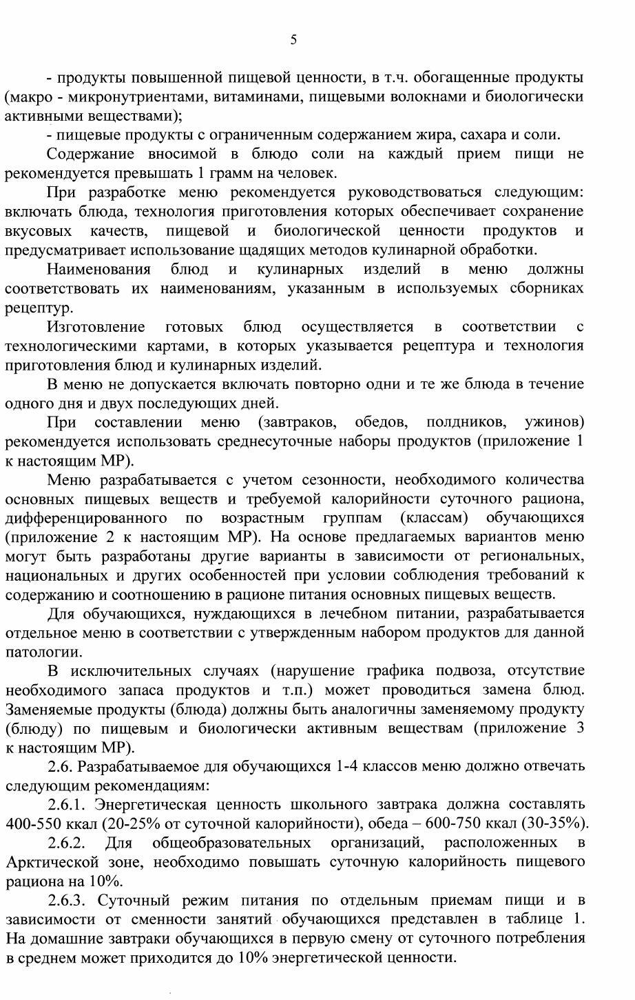 5
- продукты повышенной пищевой ценности, в т.ч. обогащенные продукты
(макро - микронутриентами, витаминами, пищевыми волокнами и биологически
активными веществами);
- пищевые продукты с ограниченным содержанием жира, сахара и соли.
Содержание вносимой в блюдо соли на каждый прием пищи не
рекомендуется превышать 1 грамм на человек.
При разработке меню рекомендуется руководствоваться следующим:
включать блюда, технология приготовления которых обеспечивает сохранение
вкусовых качеств, пищевой и биологической ценности продуктов и
предусматривает использование щадящих методов кулинарной обработки.
Наименования блюд и кулинарных изделий в меню должны
соответствовать их наименованиям, указанным в используемых сборниках
рецептур.
Изготовление готовых блюд осуществляется в соответствии с
технологическими картами, в которых указывается рецептура и технология
приготовления блюд и кулинарных изделий.
В меню не допускается включать повторно одни и те же блюда в течение
одного дня и двух последующих дней.
При составлении меню (завтраков, обедов, полдников, ужинов)
рекомендуется использовать среднесуточные наборы продуктов (приложение 1
к настоящим МР).
Меню разрабатывается с учетом сезонности, необходимого количества
основных пищевых веществ и требуемой калорийности суточного рациона,
дифференцированного по возрастным группам (классам) обучающихся
(приложение 2 к настоящим МР). На основе предлагаемых вариантов меню
могут быть разработаны другие варианты в зависимости от региональных,
национальных и других особенностей при условии соблюдения требований к
содержанию и соотношению в рационе питания основных пищевых веществ.
Для обучающихся, нуждающихся в лечебном питании, разрабатывается
отдельное меню в соответствии с утвержденным набором продуктов для данной
патологии.
В исключительных случаях (нарушение графика подвоза, отсутствие
необходимого запаса продуктов и т.п.) может проводиться замена блюд.
Заменяемые продукты (блюда) должны быть аналогичны заменяемому продукту
(блюду) по пищевым и биологически активным веществам (приложение 3
к настоящим МР).
2.6. Разрабатываемое для обучающихся 1-4 классов меню должно отвечать
следующим рекомендациям:
2.6.1. Энергетическая ценность школьного завтрака должна составлять
400-550 ккал (20-25% от суточной калорийности), обеда – 600-750 ккал (30-35%).
2.6.2. Для общеобразовательных организаций, расположенных в
Арктической зоне, необходимо повышать суточную калорийность пищевого
рациона на 10%.
2.6.3. Суточный режим питания по отдельным приемам пищи и в
зависимости от сменности занятий обучающихся представлен в таблице 1.
На домашние завтраки обучающихся в первую смену от суточного потребления
в среднем может приходится до 10% энергетической ценности.